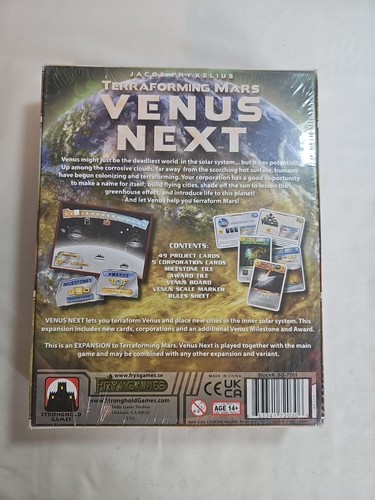 JACOB FRYXELIUS
TERRAFORMING MARS
VENUS
NEXT
Venus might just be the deadliest world in the solar system... but it has potential.
Up among the corrosive clouds, far away from the scorching hot surface, humans
have begun colonizing and terraforming. Your corporation has a good opportunity
to make a name for itself; build flying cities, shade off the sun to lessen the
greenhouse effect, and introduce life to this planet!
And let Venus help you terraform Mars!
CONTENTS:
49 PROJECT CARDS
5 CORPORATION CARDS
MILESTONE TILE
AWARD TILE
VENUS BOARD
VENUS SCALE MARKER
RULES SHEET
MILESTONES
AWARDS
VENUS NEXT lets you terraform Venus and place new cities in the inner solar system. This
expansion includes new cards, corporations and an additional Venus Milestone and Award.
This is an EXPANSION to Terraforming Mars. Venus Next is played together with the main
game and may be combined with any other expansion and variant.
STRONGHOLD
GAMES
www.fryxgames.se
FRYXGAMES
www.StrongholdGames.com
MADE IN CHINA
CE UK
CA
AGE 14+
Stock#: SG-7201